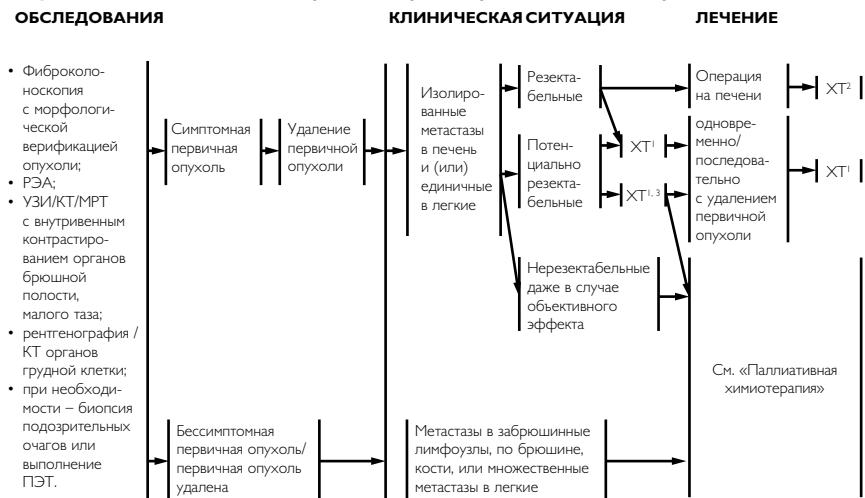 ОБСЛЕДОВАНИЯ
КЛИНИЧЕСКАЯ СИТУАЦИЯ
ЛЕЧЕНИЕ
• Фиброколо-
носкопия
с морфологи-
ческой
верификацией
опухоли;
• РЭА;
• УЗИ/КТ/МРТ
с внутривенным
контрастиро-
ванием органов
брюшной
полости,
малого таза;
• рентгенография /
КТ органов
грудной клетки;
• при необходи-
мости – биопсия
подозрительных
очагов или
выполнение
ПЭТ.
Симптомная
первичная
опухоль
Удаление
первичной
опухоли
Бессимптомная
первичная опухоль/
первичная опухоль
удалена
Изолиро-
ванные
метастазы
в печень
и (или)
единичные
в легкие
Резекта-
бельные
Потен-
циально
резекта-
бельные
ХТ¹
ХТ¹,³
Нерезектабельные
даже в случае
объективного
эффекта
Метастазы в забрюшинные
лимфоузлы, по брюшине,
кости, или множественные
метастазы в легкие
Операция
на печени
одновре-
менно/
последова-
тельно
с удалением
первичной
опухоли
ХТ²
ХТ¹
См. «Паллиативная
химиотерапия»